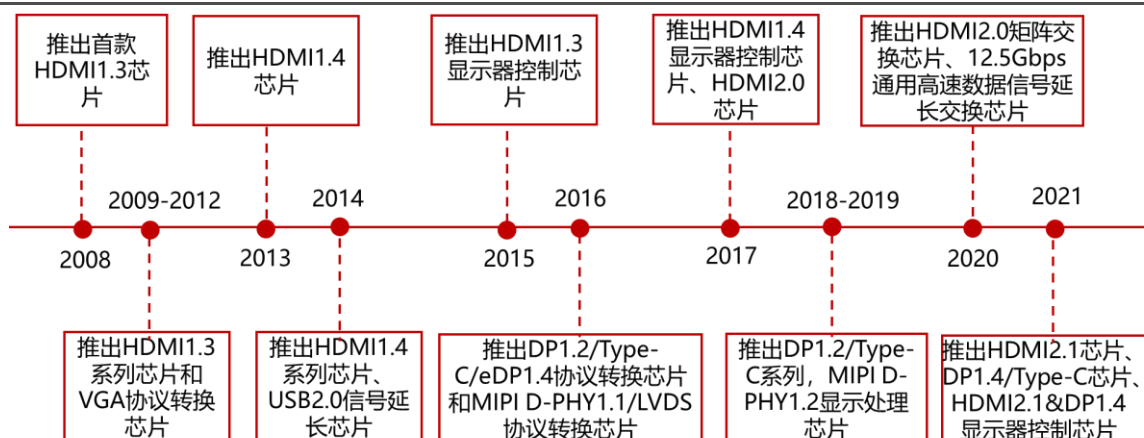 推出首款
HDMI1.3芯
片
推出HDMI1.4
芯片
推出HDMI1.3
显示器控制芯
片
推出HDMI1.4
显示器控制芯
片、HDMI2.0
芯片
推出HDMI2.0矩阵交
换芯片、12.5Gbps
通用高速数据信号延
长交换芯片
2009-2012
2014
2016
2018-2019
2021
2008
2013
2015
2017
2020
推出HDMI1.3
系列芯片和
VGA协议转换
芯片
推出HDMI1.4
系列芯片、
USB2.0信号延
长芯片
推出DP1.2/Type-
C/eDP1.4协议转换芯片
和MIPI D-PHY1.1/LVDS
协议转换芯片
推出DP1.2/Type-
C系列，MIPI D-
PHY1.2显示处理
芯片
推出HDMI2.1芯片、
DP1.4/Type-C芯片、
HDMI2.1&DP1.4
显示器控制芯片